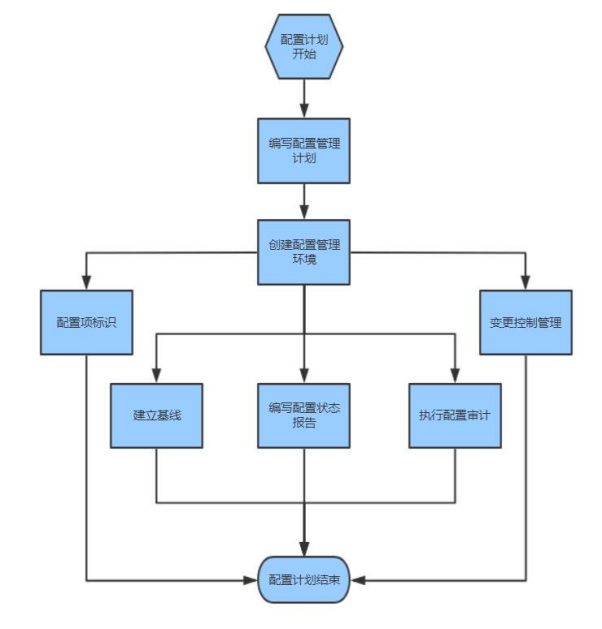 配置计划
开始
编写配置管理
计划
创建配置管理
环境
配置项标识
变更控制管理
建立基线
编写配置状态
报告
执行配置审计
配置计划结束